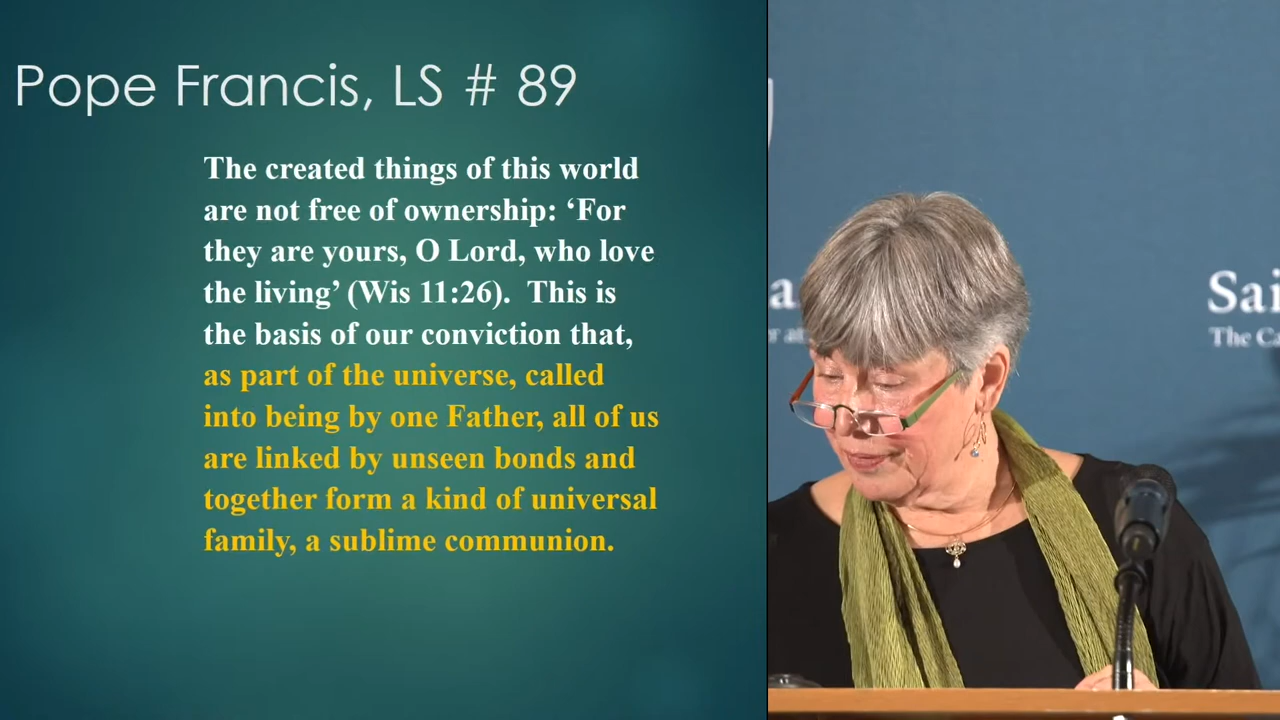 Pope Francis, LS # 89
The created things of this world
are not free of ownership: ‘For
they are yours, O Lord, who love
the living’ (Wis 11:26).  This is
the basis of our conviction that,
as part of the universe, called
into being by one Father, all of us
are linked by unseen bonds and
together form a kind of universal
family, a sublime communion.
Sai
The Ca